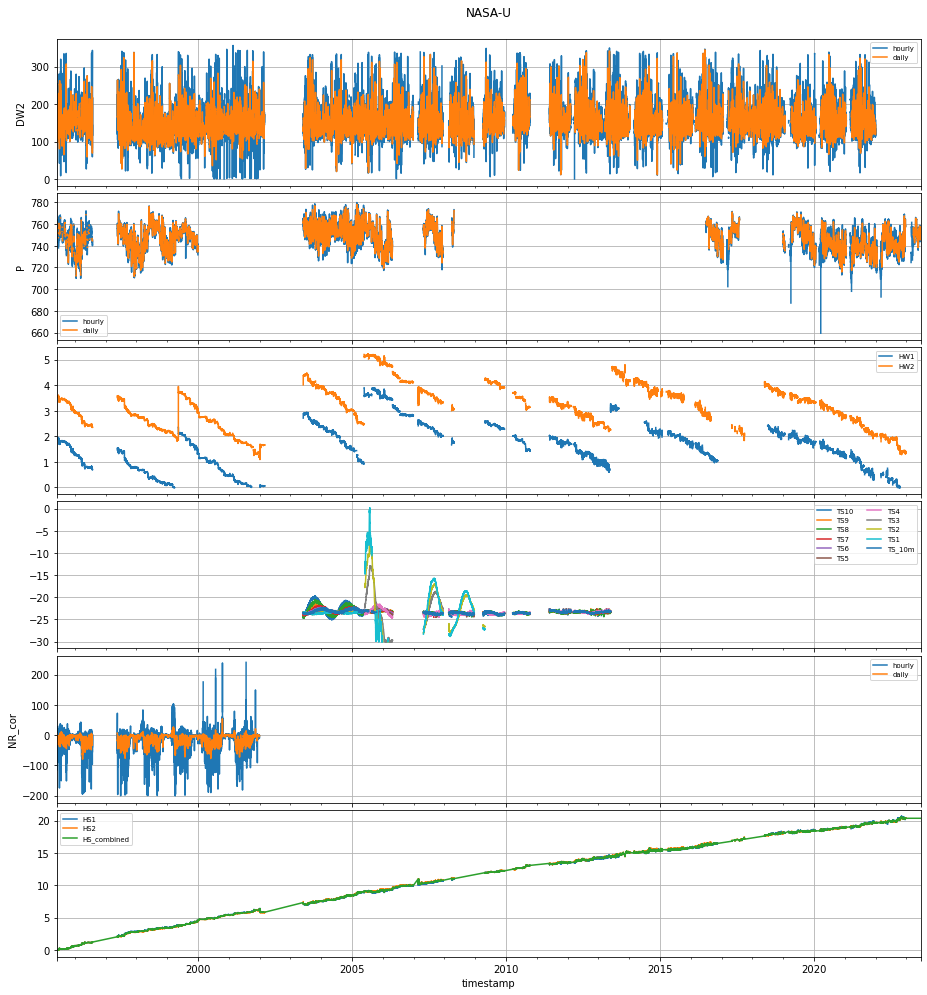 NASA-U
DW2
300
200
100
0
hourly
daily
P
780
760
740
720
700
680
660
hourly
daily
5
4
3
2
1
0
HW1
HW2
0
−5
−10
−15
−20
−25
−30
TS10 TS4
TS9 TS3
TS8 TS2
TS7 TS1
TS6 TS_10m
TS5
NR_cor
200
100
0
−100
−200
hourly
daily
20
15
10
5
0
HS1
HS2
HS_combined
2000 2005 2010 2015 2020
timestamp